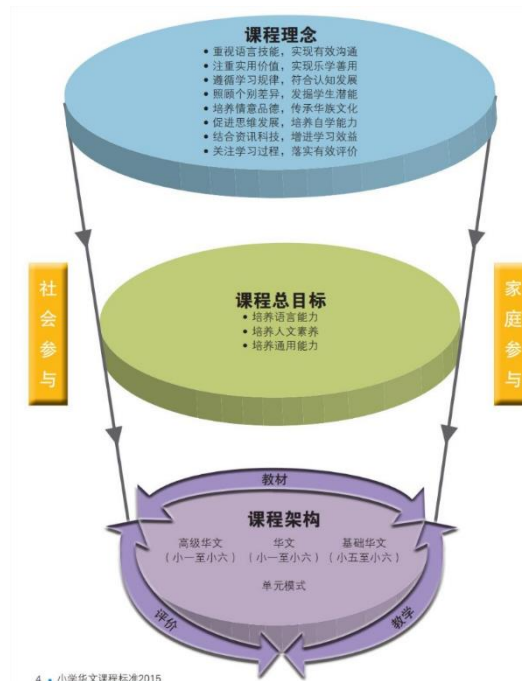 课程理念
• 重视语言技能，实现有效沟通
• 注重实用价值，实现乐学善用
• 遵循学习规律，符合认知发展
• 照顾个别差异，发掘学生潜能
• 培养情意品德，传承华族文化
• 促进思维发展，培养自学能力
• 结合资讯科技，增进学习效益
• 关注学习过程，落实有效评价
社会参与
家庭参与
课程总目标
• 培养语言能力
• 培养人文素养
• 培养通用能力
教材
课程架构
高级华文 华文 基础华文
（小一至小六） （小一至小六） （小五至小六）
单元模式
评价
教学
4 • 小学华文课程标准2015